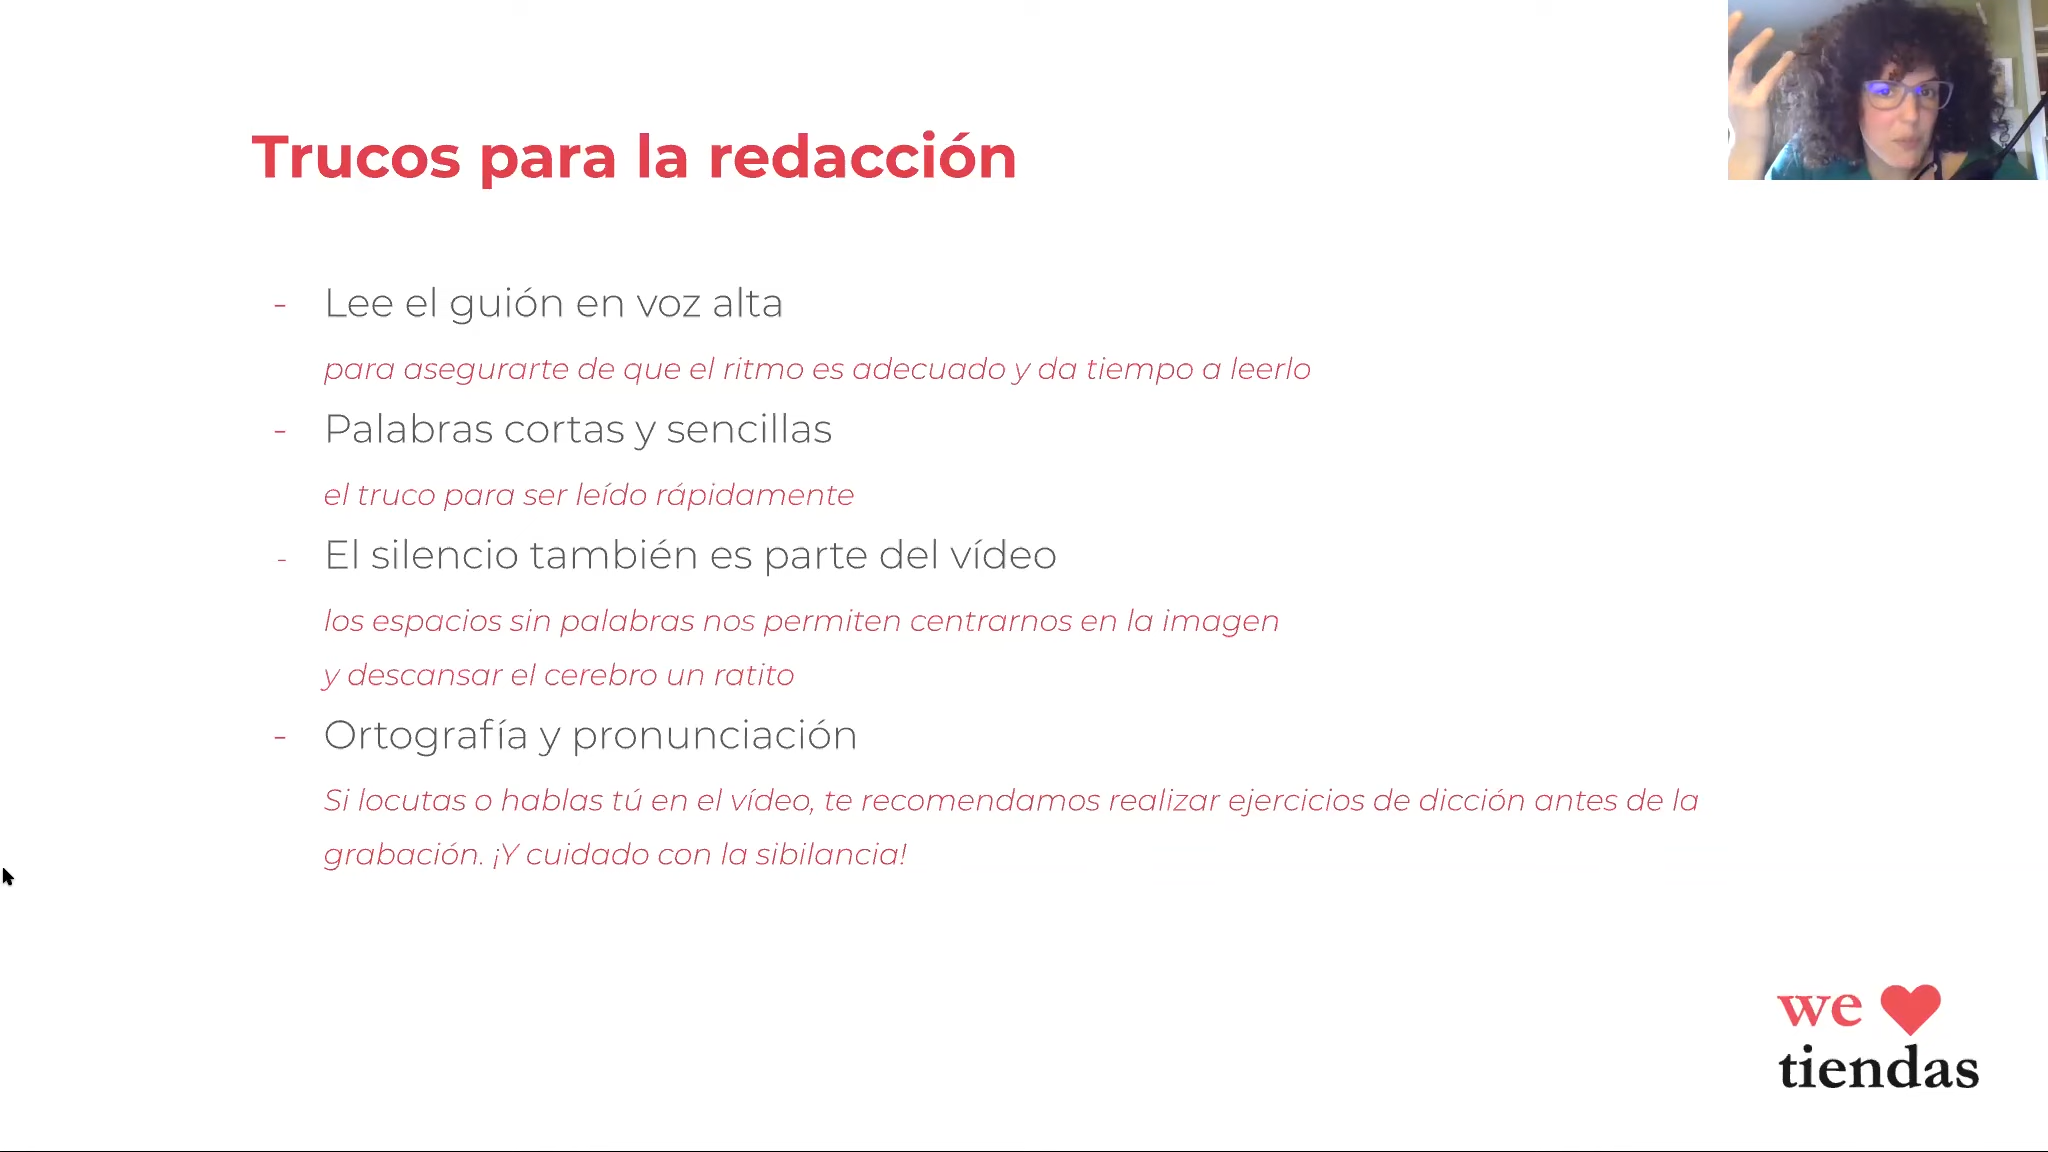 Trucos para la redacción
- Lee el guión en voz alta
para asegurarte de que el ritmo es adecuado y da tiempo a leerlo
- Palabras cortas y sencillas
el truco para ser leído rápidamente
- El silencio también es parte del vídeo
los espacios sin palabras nos permiten centrarnos en la imagen
y descansar el cerebro un ratito
- Ortografía y pronunciación
Si locutas o hablas tú en el vídeo, te recomendamos realizar ejercicios de dicción antes de la
grabación. ¡Y cuidado con la sibilancia!
we
tiendas